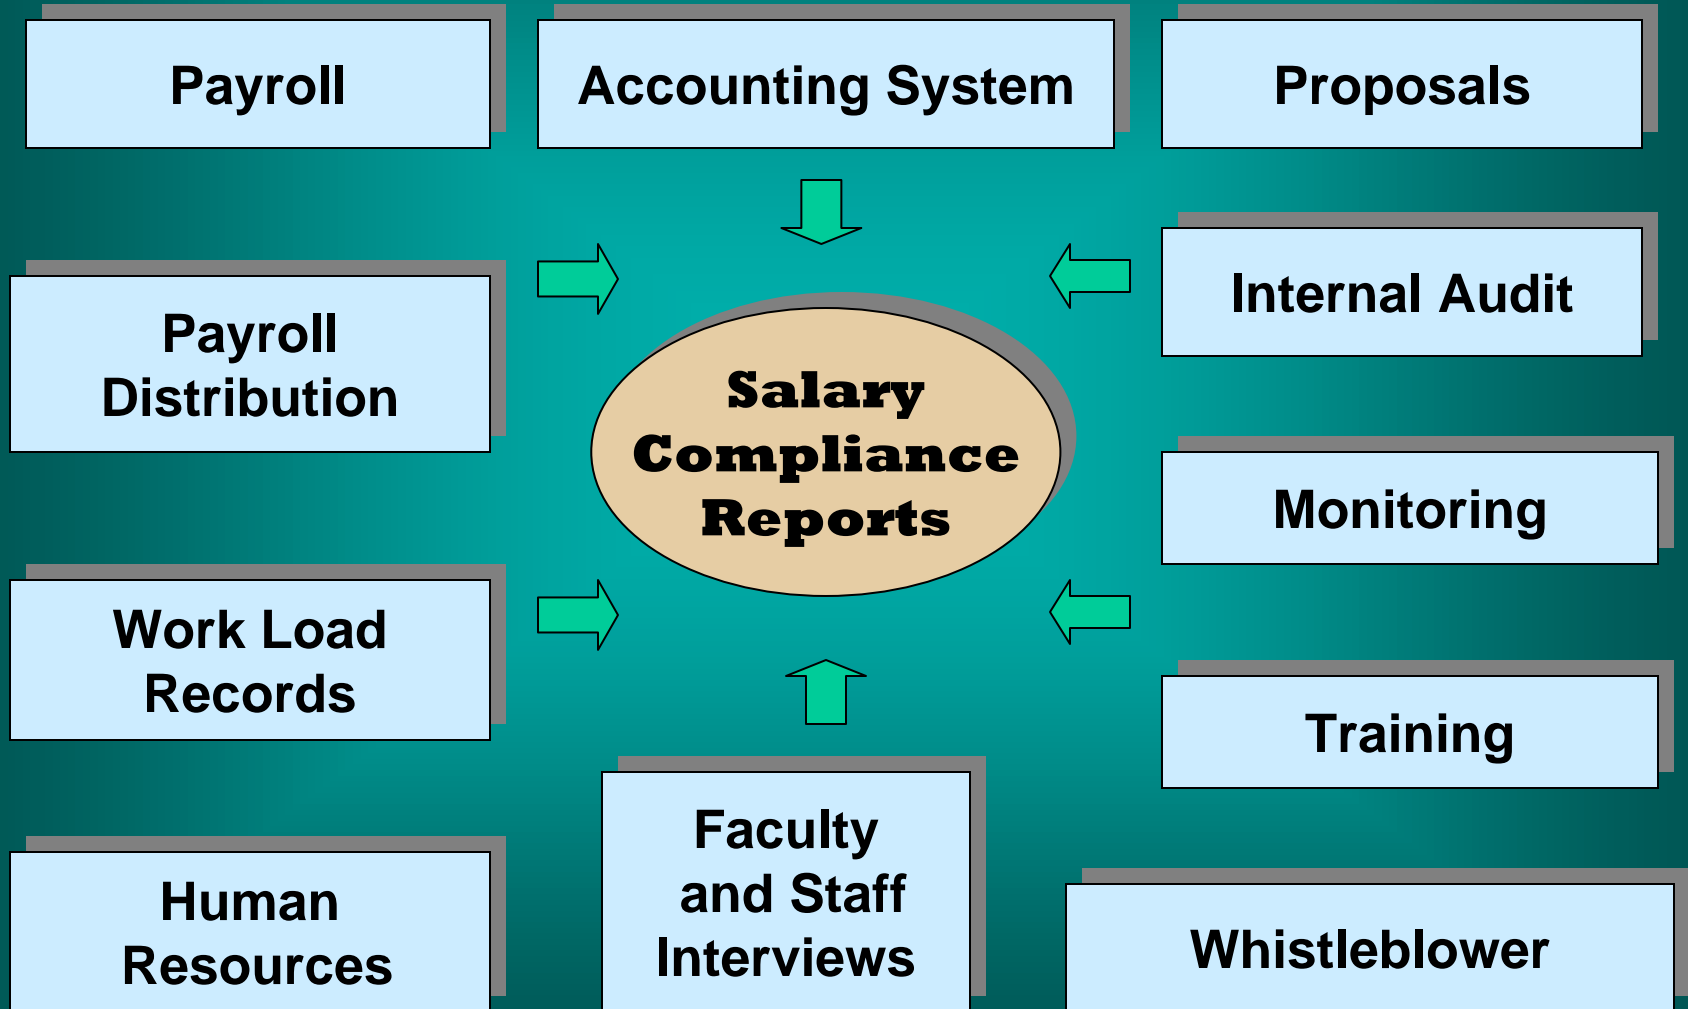 Payroll
Accounting System
Proposals
Payroll
Distribution
Internal Audit
Salary
Compliance
Reports
Monitoring
Work Load
Records
Training
Human
Resources
Faculty
and Staff
Interviews
Whistleblower